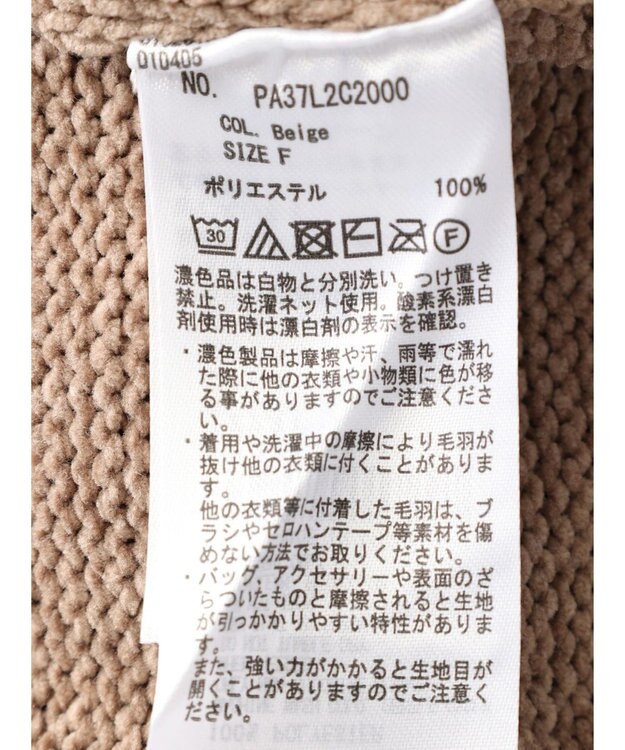 010406
NO. PA37L2C2000
COL. Beige
SIZE F
ポリエステル 100%
30
F
濃色品は白物と分別洗い。つけ置き
禁止。洗濯ネット使用。酸素系漂白
剤使用時は漂白剤の表示を確認。
・濃色製品は摩擦や汗、雨等で濡れ
た際に他の衣類や小物類に色が移
る事がありますのでご注意くださ
い。
・着用や洗濯中の摩擦により毛羽が
抜け他の衣類に付くことがありま
す。
他の衣類等に付着した毛羽は、ブ
ラシやセロハンテープ等素材を傷
めない方法でお取りください。
・バッグ、アクセサリーや表面のざ
らついたものと摩擦されると生地
が引っかかりやすい特性がありま
す。
また、強い力がかかると生地目が
開くことがありますのでご注意く
ださい。
100% POLYESTER